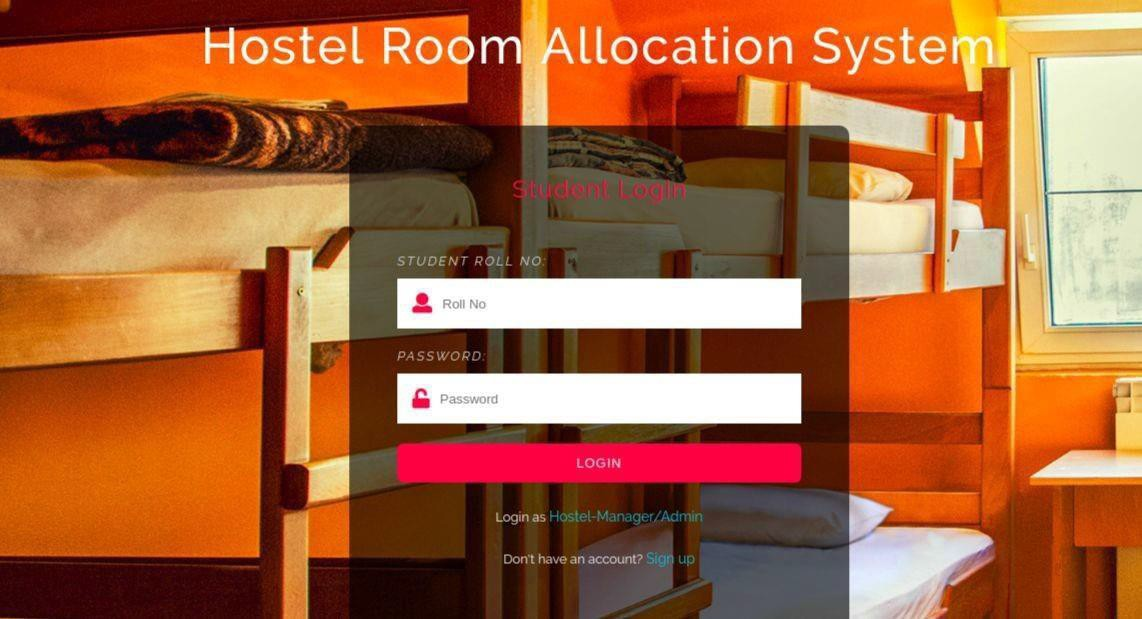 Hostel Room Allocation System
Student Login
STUDENT ROLL NO:
Roll No
PASSWORD:
Password
LOGIN
Login as Hostel-Manager/Admin
Don't have an account? Sign up